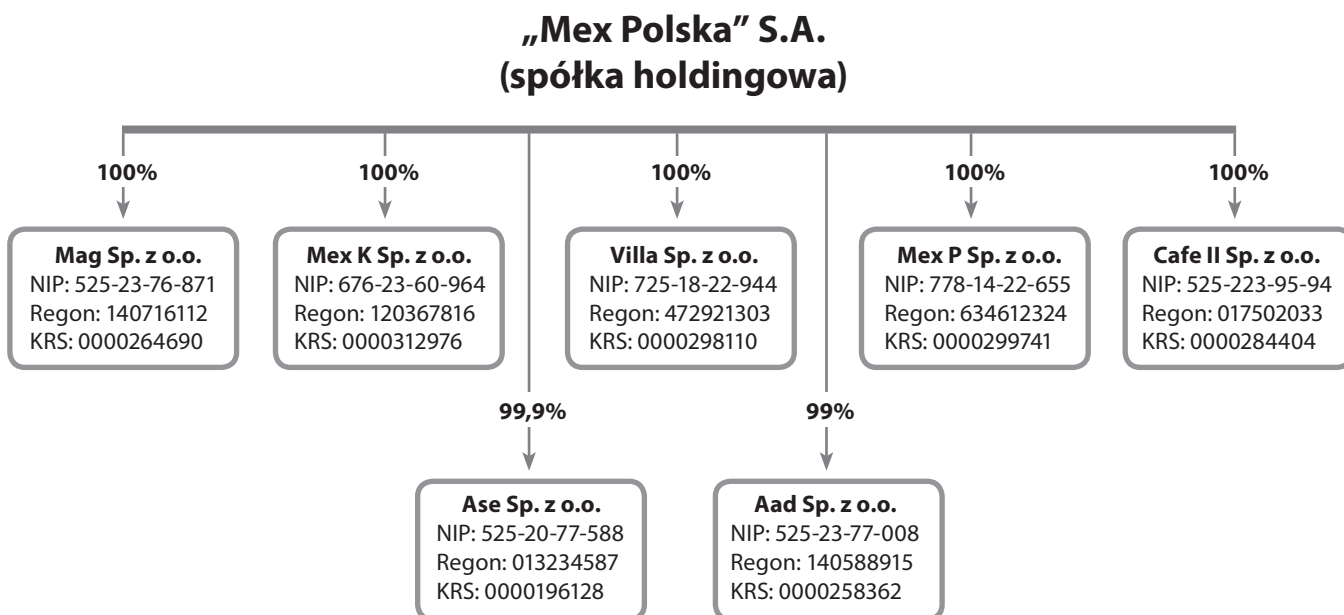 „Mex Polska” S.A.
(spółka holdingowa)
100%
100%
100%
100%
100%
Mag Sp. z o.o.
NIP: 525-23-76-871
Regon: 140716112
KRS: 0000264690
Mex K Sp. z o.o.
NIP: 676-23-60-964
Regon: 120367816
KRS: 0000312976
Villa Sp. z o.o.
NIP: 725-18-22-944
Regon: 472921303
KRS: 0000298110
Mex P Sp. z o.o.
NIP: 778-14-22-655
Regon: 634612324
KRS: 0000299741
Cafe II Sp. z o.o.
NIP: 525-223-95-94
Regon: 017502033
KRS: 0000284404
99,9%
99%
Ase Sp. z o.o.
NIP: 525-20-77-588
Regon: 013234587
KRS: 0000196128
Aad Sp. z o.o.
NIP: 525-23-77-008
Regon: 140588915
KRS: 0000258362